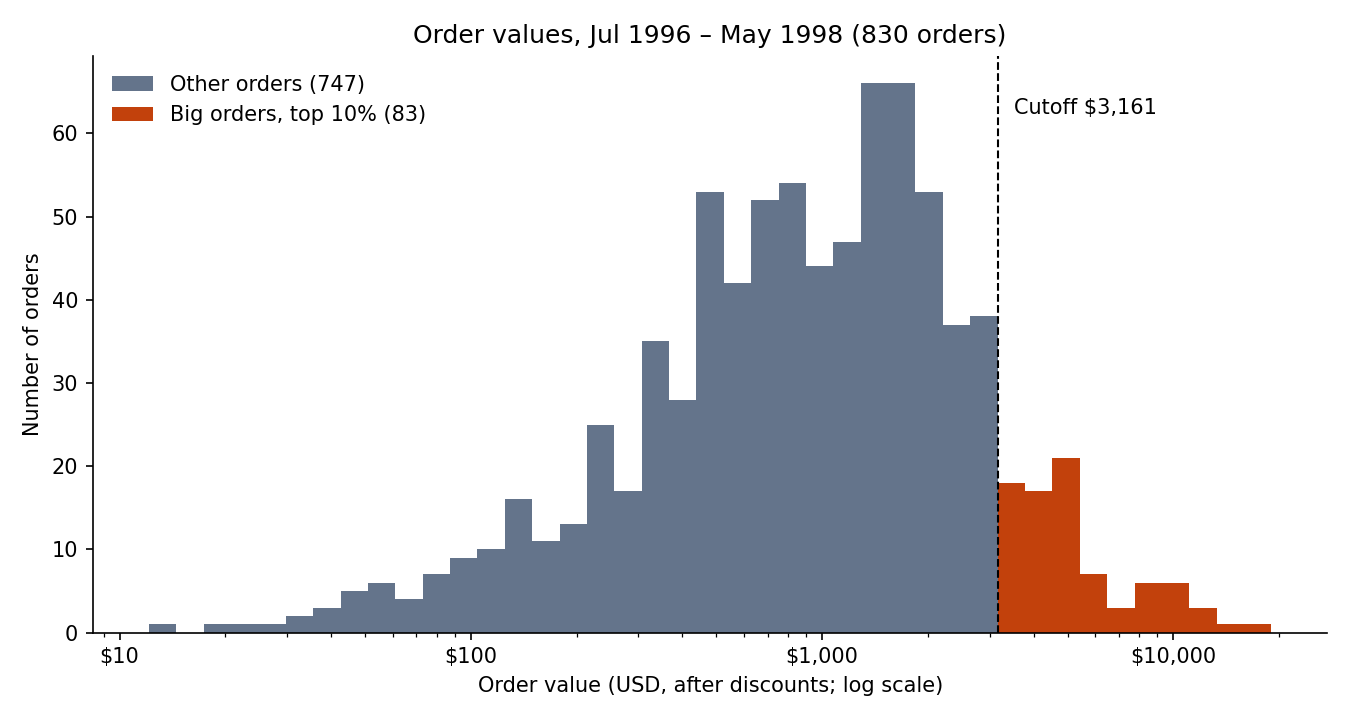 Order values, Jul 1996 – May 1998 (830 orders)
Other orders (747)
Big orders, top 10% (83)
Cutoff $3,161
Number of orders
60
50
40
30
20
10
0
$10
$100
$1,000
$10,000
Order value (USD, after discounts; log scale)